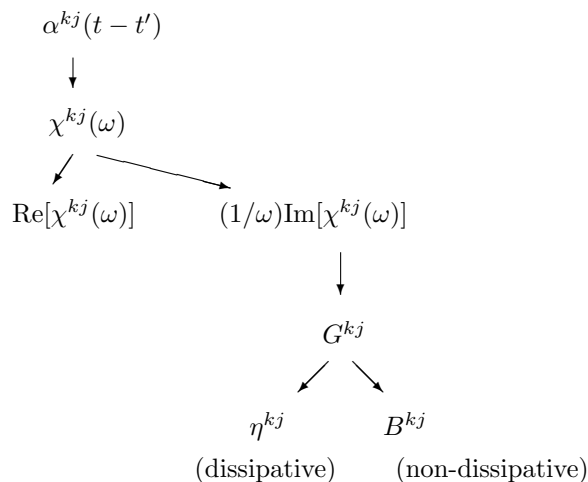 α^{kj}(t − t′)
χ^{kj}(ω)
Re[χ^{kj}(ω)] (1/ω)Im[χ^{kj}(ω)]
G^{kj}
η^{kj} B^{kj}
(dissipative) (non-dissipative)